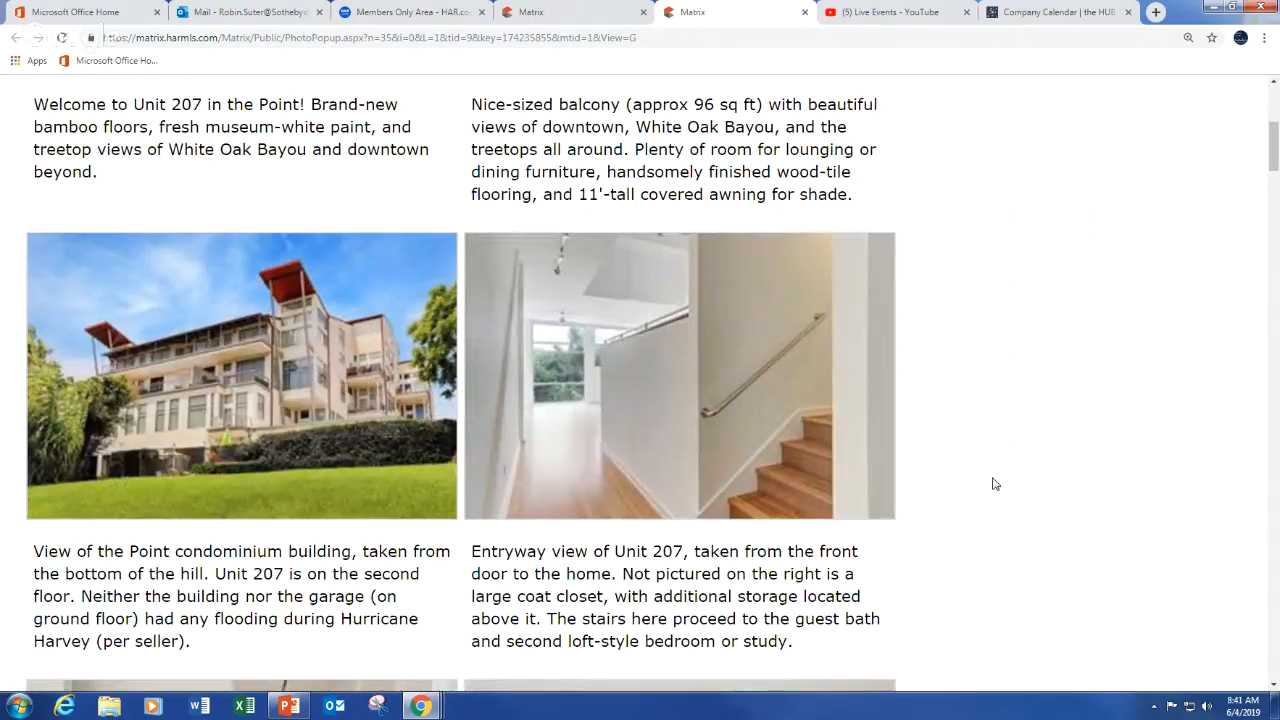 Microsoft Office Home
Mail - Robin.Suter@Sotheby's
Members Only Area - HAR.co
Matrix
Matrix
(5) Live Events - YouTube
Company Calendar | the HUB
ttps://matrix.harmls.com/Matrix/Public/PhotoPopup.aspx?n=35&i=0&L=1&tid=9&key=174235855&mtid=1&View=G
Apps
Microsoft Office Ho...
Welcome to Unit 207 in the Point! Brand-new
bamboo floors, fresh museum-white paint, and
treetop views of White Oak Bayou and downtown
beyond.
Nice-sized balcony (approx 96 sq ft) with beautiful
views of downtown, White Oak Bayou, and the
treetops all around. Plenty of room for lounging or
dining furniture, handsomely finished wood-tile
flooring, and 11'-tall covered awning for shade.
View of the Point condominium building, taken from
the bottom of the hill. Unit 207 is on the second
floor. Neither the building nor the garage (on
ground floor) had any flooding during Hurricane
Harvey (per seller).
Entryway view of Unit 207, taken from the front
door to the home. Not pictured on the right is a
large coat closet, with additional storage located
above it. The stairs here proceed to the guest bath
and second loft-style bedroom or study.
8:41 AM
6/4/2019